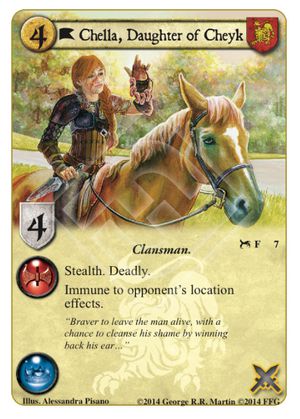 4 Chella, Daughter of Cheyk
4
Clansman.
F 7
Stealth. Deadly.
Immune to opponent's location
effects.
"Braver to leave the man alive, with a
chance to cleanse his shame by winning
back his ear…"
Illus. Alessandra Pisano ©2014 George R.R. Martin ©2014 FFG